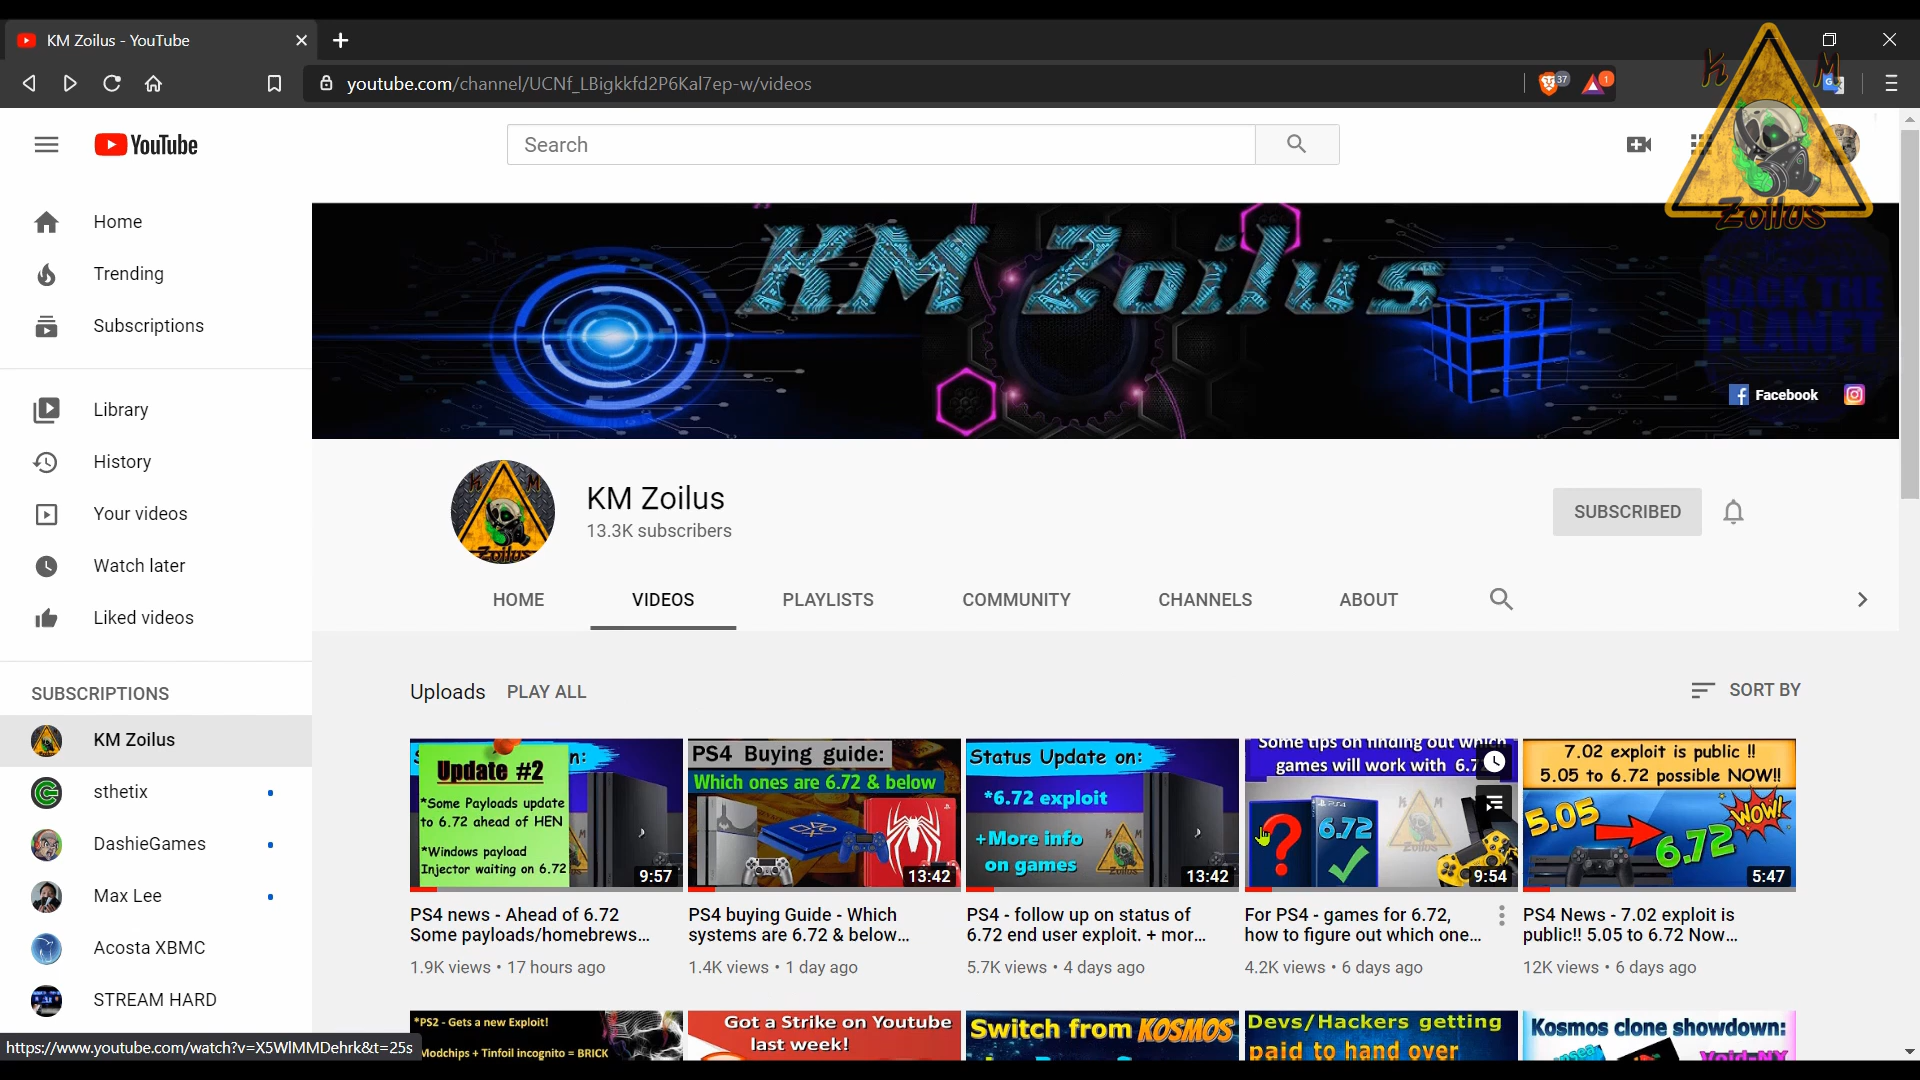 KM Zoilus - YouTube
youtube.com/channel/UCNf_LBigkkfd2P6Kal7ep-w/videos
37
1
K M
Zoilus
YouTube
Search
Home
Trending
Subscriptions
Library
History
Your videos
Watch later
Liked videos
SUBSCRIPTIONS
KM Zoilus
sthetix
DashieGames
Max Lee
Acosta XBMC
STREAM HARD
KM Zoilus
HACK THE
PLANET
Facebook
K M
Zoilus
KM Zoilus
13.3K subscribers
SUBSCRIBED
HOME
VIDEOS
PLAYLISTS
COMMUNITY
CHANNELS
ABOUT
Uploads
PLAY ALL
SORT BY
Update #2
*Some Payloads update
to 6.72 ahead of HEN
*Windows payload
Injector waiting on 6.72
9:57
PS4 news - Ahead of 6.72
Some payloads/homebrews...
1.9K views • 17 hours ago
PS4 Buying guide:
Which ones are 6.72 & below
13:42
PS4 buying Guide - Which
systems are 6.72 & below...
1.4K views • 1 day ago
Status Update on:
*6.72 exploit
+More info
on games
13:42
PS4 - follow up on status of
6.72 end user exploit. + mor...
5.7K views • 4 days ago
Some tips on finding out which
games will work with 6.7
?
PS4
6.72
9:54
For PS4 - games for 6.72,
how to figure out which one...
4.2K views • 6 days ago
7.02 exploit is public !!
5.05 to 6.72 possible NOW!!
5.05
6.72
WOW!
5:47
PS4 News - 7.02 exploit is
public!! 5.05 to 6.72 Now...
12K views • 6 days ago
*PS2 - Gets a new Exploit!
Modchips + Tinfoil incognito = BRICK
Got a Strike on Youtube
last week!
Switch from KOSMOS
Devs/Hackers getting
paid to hand over
Kosmos clone showdown:
https://www.youtube.com/watch?v=X5WlMMDehrk&t=25s